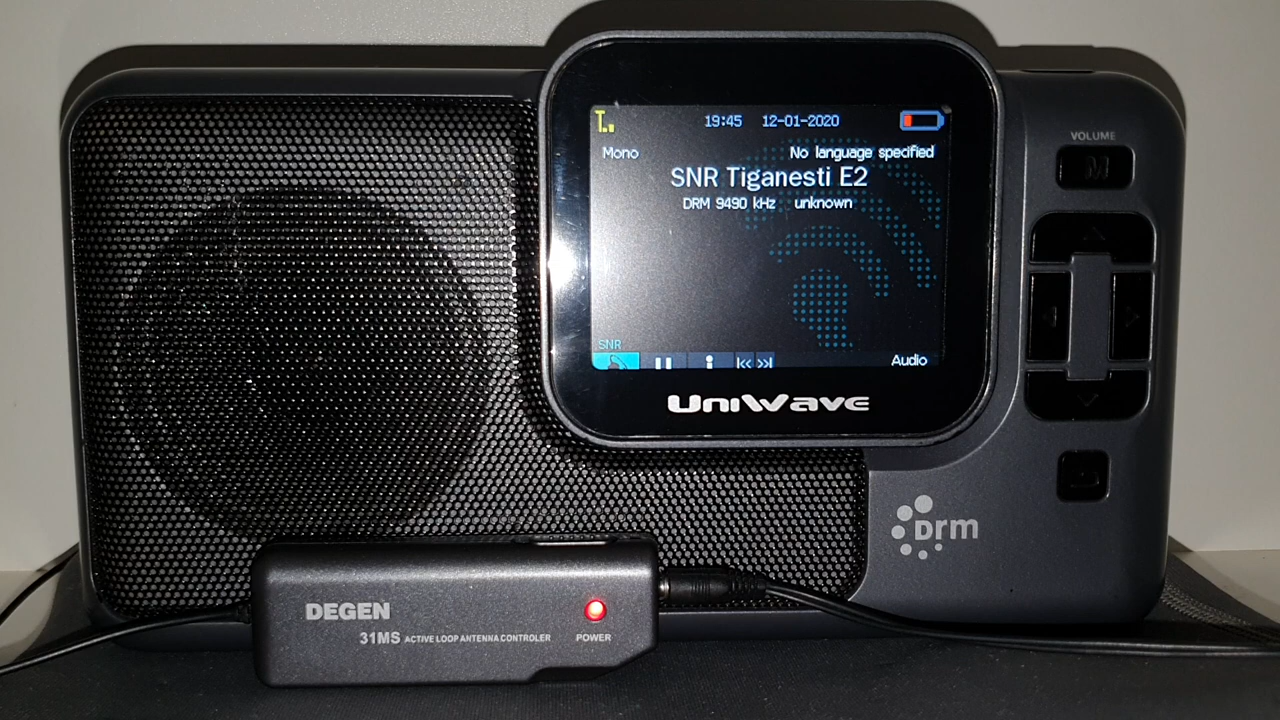 19:45 12-01-2020
Mono No language specified
SNR Tiganesti E2
DRM 9490 kHz unknown
SNR
Audio
UniWave
VOLUME
M
Drm
DEGEN
31MS ACTIVE LOOP ANTENNA CONTROLER
POWER